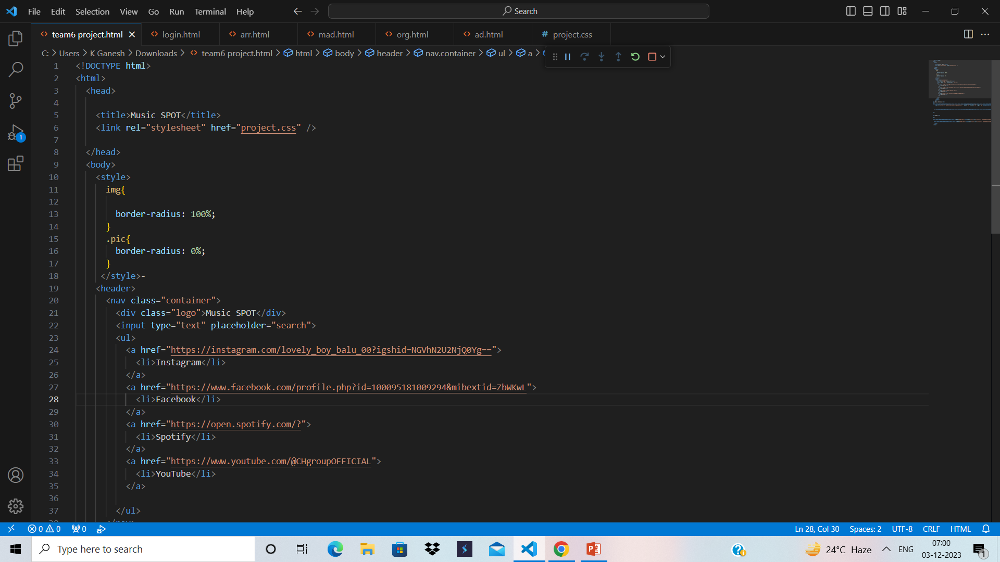 File Edit Selection View Go Run Terminal Help Search
team6 project.html login.html arr.html mad.html org.html ad.html # project.css
C: > Users > K Ganesh > Downloads > team6 project.html > html > body > header > nav.container > ul > a >
1 <!DOCTYPE html>
2 <html>
3 <head>
4
5 <title>Music SPOT</title>
6 <link rel="stylesheet" href="project.css" />
7
8 </head>
9 <body>
10 <style>
11 img{
12
13 border-radius: 100%;
14 }
15 .pic{
16 border-radius: 0%;
17 }
18 </style>-
19 <header>
20 <nav class="container">
21 <div class="logo">Music SPOT</div>
22 <input type="text" placeholder="search">
23 <ul>
24 <a href="https://instagram.com/lovely_boy_balu_00?igshid=NGVhN2U2NjQ0Yg==">
25 <li>Instagram</li>
26 </a>
27 <a href="https://www.facebook.com/profile.php?id=100095181009294&mibextid=ZbWKwL">
28 <li>Facebook</li>
29 </a>
30 <a href="https://open.spotify.com/?">
31 <li>Spotify</li>
32 </a>
33 <a href="https://www.youtube.com/@CHgroupOFFICIAL">
34 <li>YouTube</li>
35 </a>
36
37 </ul>
1
0 0 0 Ln 28, Col 30 Spaces: 2 UTF-8 CRLF HTML
Type here to search 24°C Haze ENG 07:00
03-12-2023 1